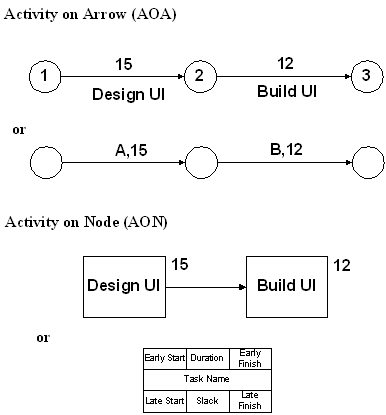 Activity on Arrow (AOA)
1 15 2 12 3
Design UI Build UI
or
A,15 B,12
Activity on Node (AON)
Design UI 15 Build UI 12
or
Early Start Duration Early Finish
Task Name
Late Start Slack Late Finish